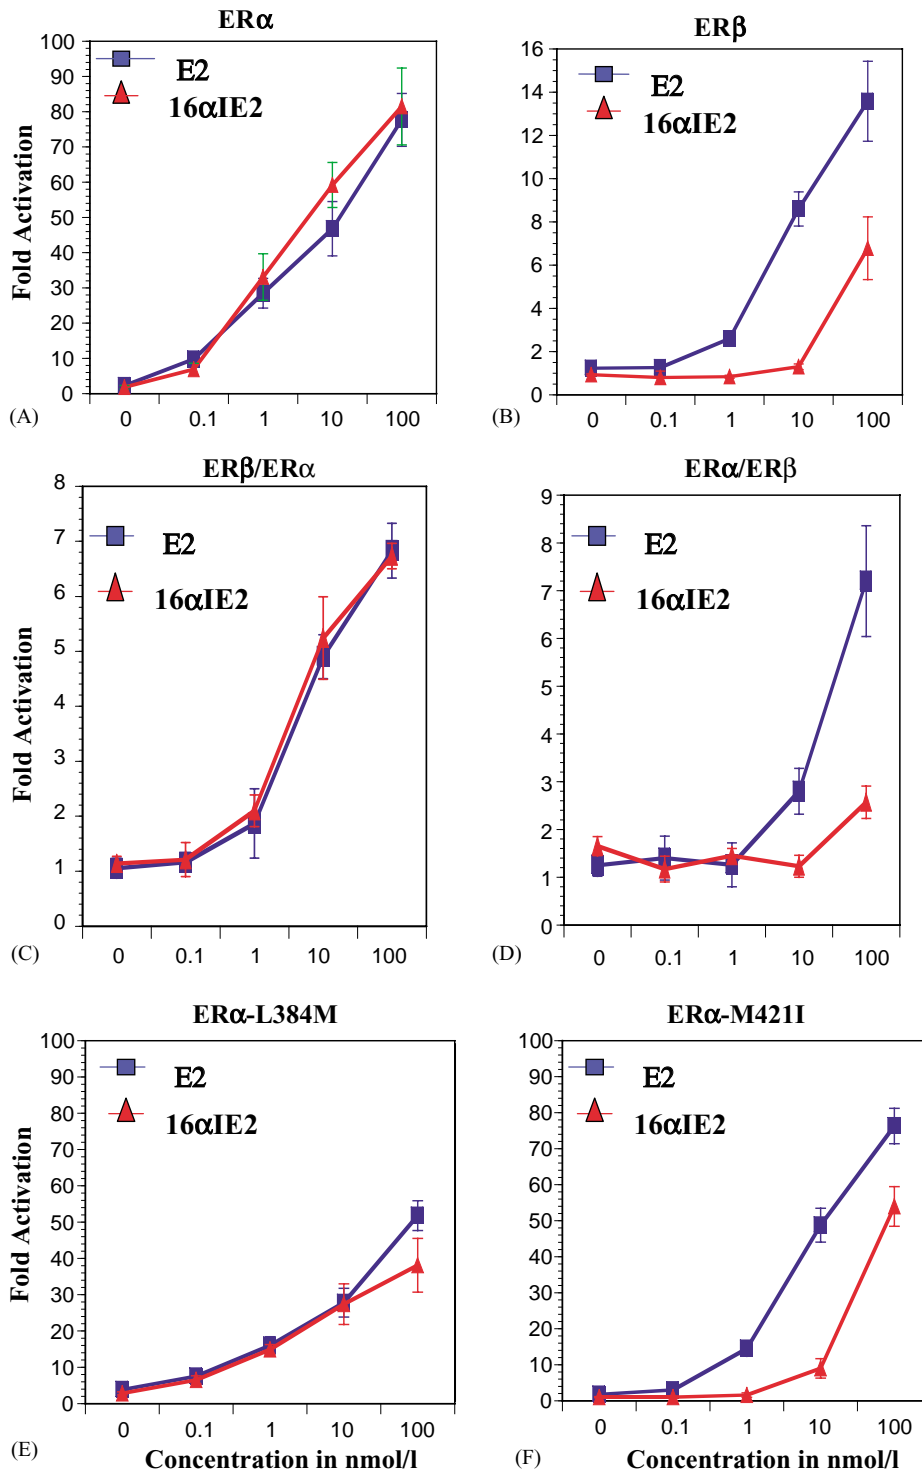 ERα
100
90
80
70
60
50
40
30
20
10
0
Fold Activation
E2
16αIE2
(A)
0 0.1 1 10 100
ERβ
16
14
12
10
8
6
4
2
0
E2
16αIE2
(B)
0 0.1 1 10 100
ERβ/ERα
8
7
6
5
4
3
2
1
0
Fold Activation
E2
16αIE2
(C)
0 0.1 1 10 100
ERα/ERβ
9
8
7
6
5
4
3
2
1
0
E2
16αIE2
(D)
0 0.1 1 10 100
ERα-L384M
100
90
80
70
60
50
40
30
20
10
0
Fold Activation
E2
16αIE2
0 0.1 1 10 100
(E)
Concentration in nmol/l
ERα-M421I
100
90
80
70
60
50
40
30
20
10
0
E2
16αIE2
0 0.1 1 10 100
(F)
Concentration in nmol/l